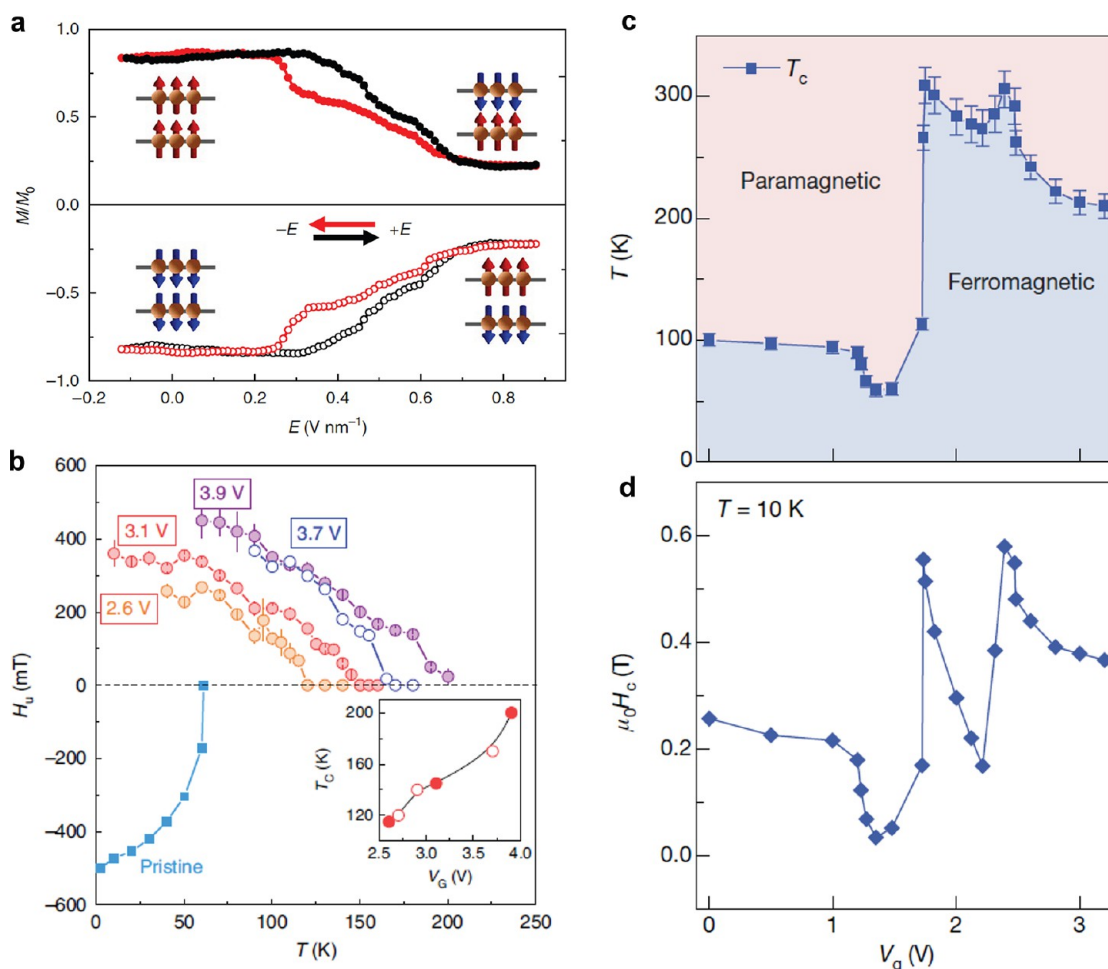 a
1.0
0.5
0.0
−0.5
−1.0
M/M0
−E +E
−0.2 0.0 0.2 0.4 0.6 0.8
E (V nm−1)
b
600
400
200
0
−200
−400
−600
Hu (mT)
3.9 V
3.1 V
3.7 V
2.6 V
Pristine
200
160
120
TC (K)
2.5 3.0 3.5 4.0
VG (V)
0 50 100 150 200 250
T (K)
c
Tc
300
200
100
0
T (K)
Paramagnetic
Ferromagnetic
d
T = 10 K
0.6
0.4
0.2
0.0
μ0Hc (T)
0 1 2 3
Vg (V)